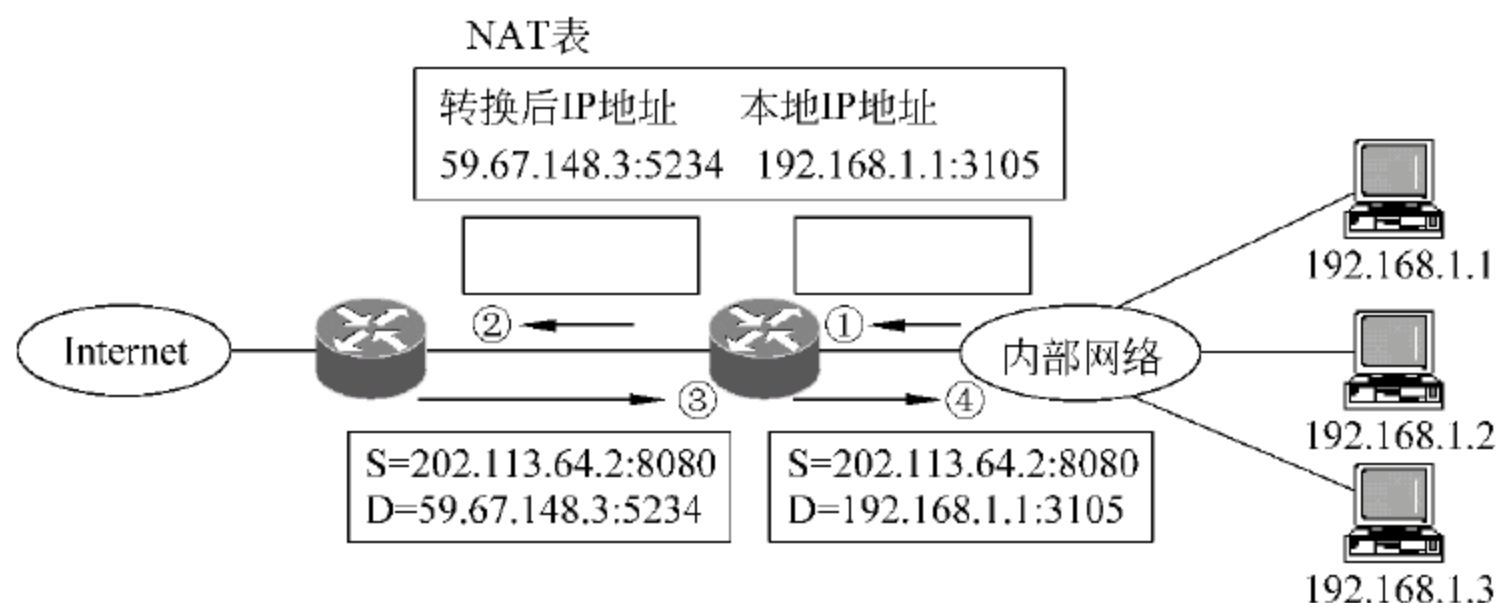 NAT表
转换后IP地址 本地IP地址
59.67.148.3:5234 192.168.1.1:3105
192.168.1.1
② ①
Internet
内部网络
③ ④
192.168.1.2
S=202.113.64.2:8080
D=59.67.148.3:5234
S=202.113.64.2:8080
D=192.168.1.1:3105
192.168.1.3